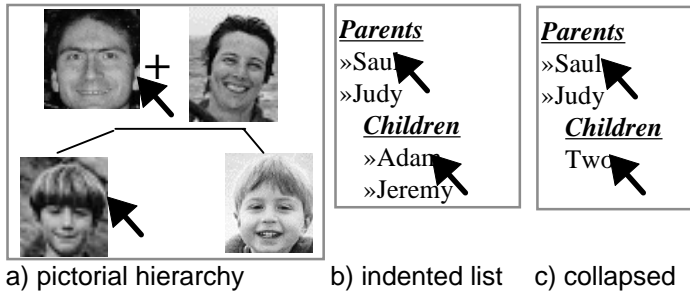 +
Parents
»Saul
»Judy
Children
»Adam
»Jeremy
Parents
»Saul
»Judy
Children
Two
a) pictorial hierarchy
b) indented list
c) collapsed